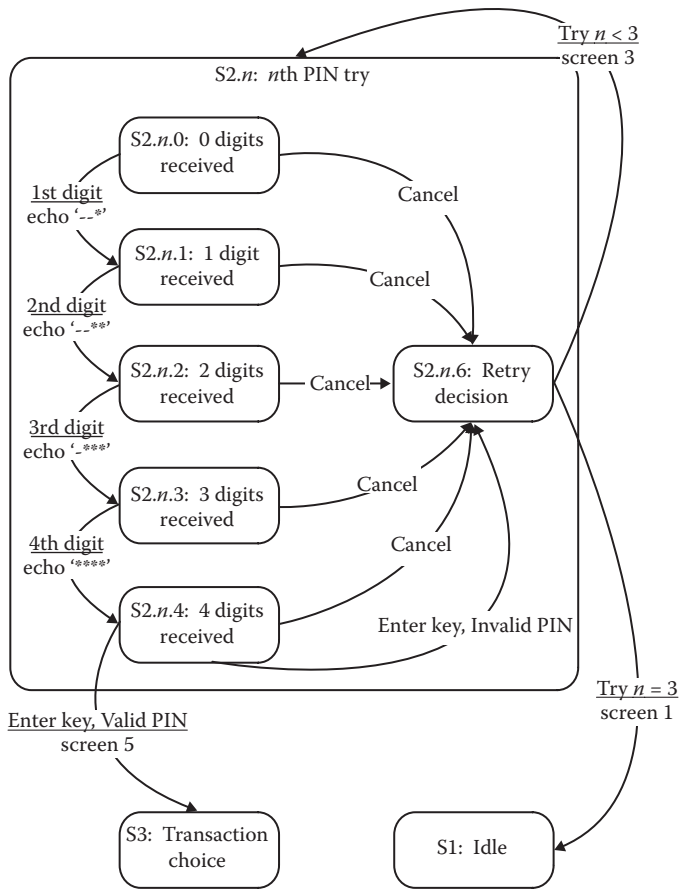 Try n < 3
screen 3
S2.n: nth PIN try
S2.n.0: 0 digits
received
1st digit
echo ‘--*’
Cancel
S2.n.1: 1 digit
received
Cancel
2nd digit
echo ‘--**’
S2.n.2: 2 digits
received
Cancel
S2.n.6: Retry
decision
3rd digit
echo ‘-***’
S2.n.3: 3 digits
received
Cancel
4th digit
echo ‘****’
Cancel
S2.n.4: 4 digits
received
Enter key, Invalid PIN
Try n = 3
screen 1
Enter key, Valid PIN
screen 5
S3: Transaction
choice
S1: Idle